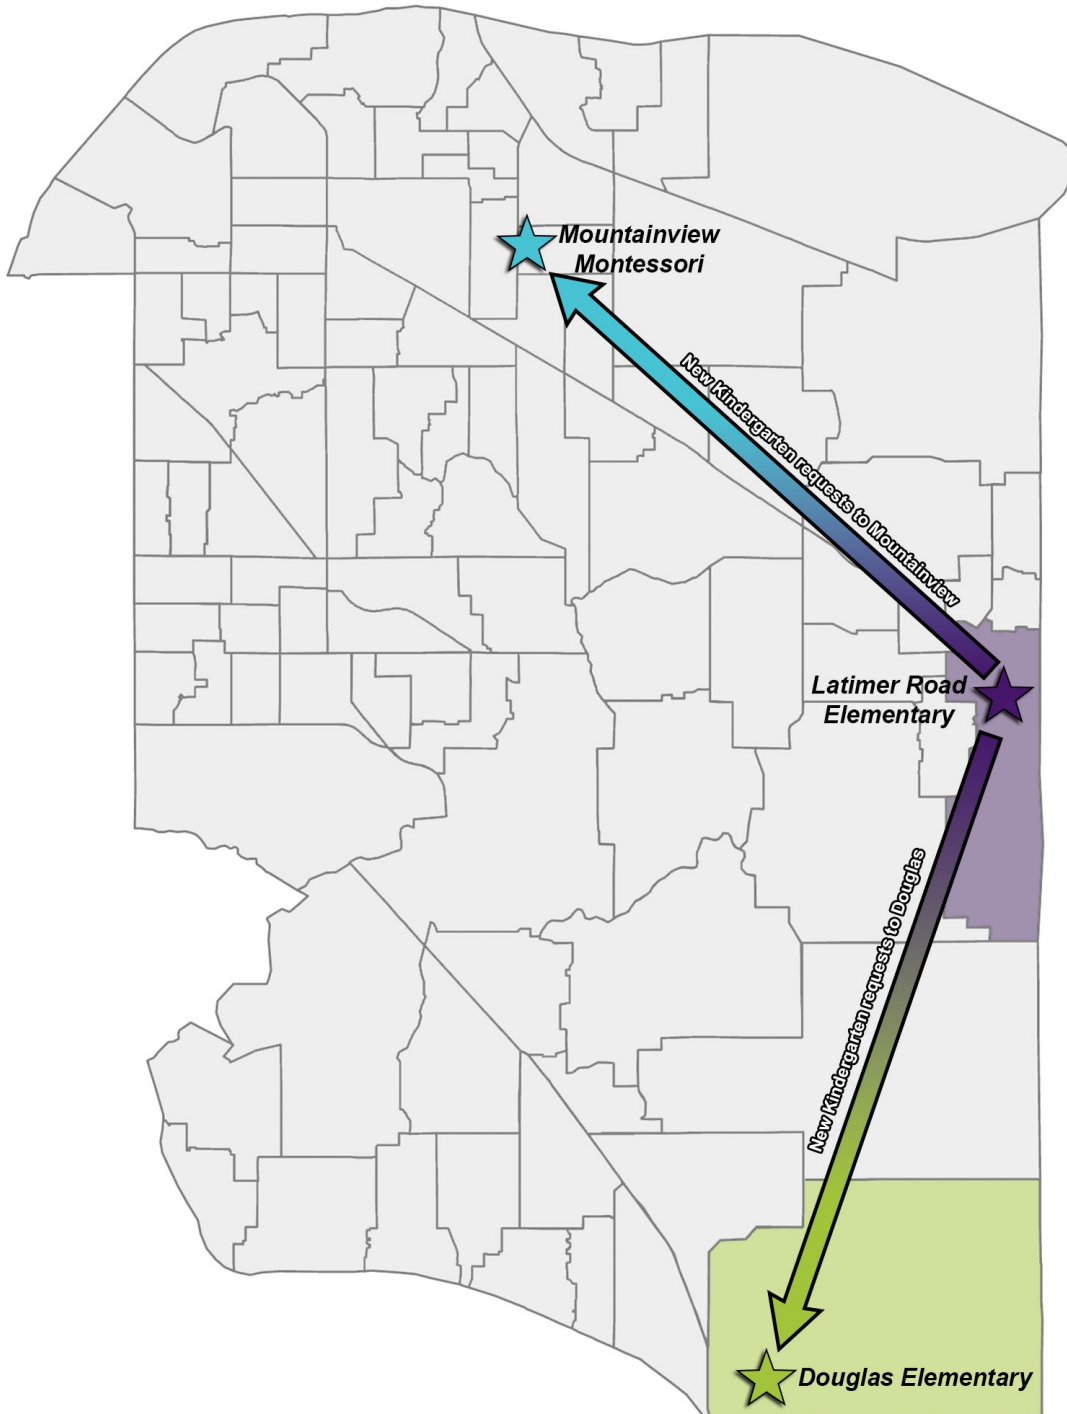 Mountainview
Montessori
New Kindergarten requests to Mountainview
Latimer Road
Elementary
New Kindergarten requests to Douglas
Douglas Elementary